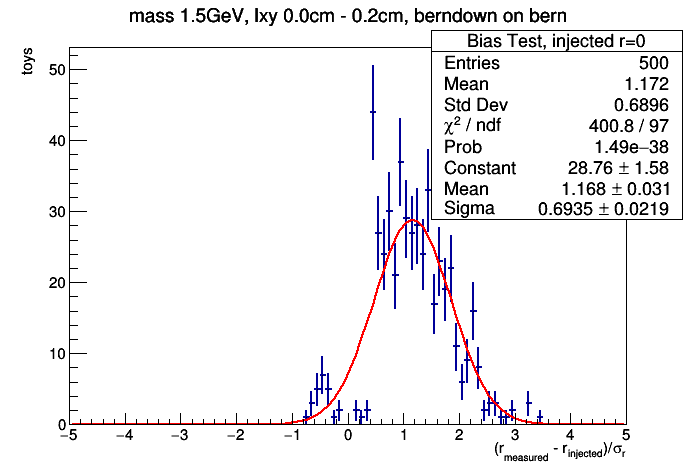 mass 1.5GeV, lxy 0.0cm - 0.2cm, berndown on bern
Bias Test, injected r=0
Entries 500
Mean 1.172
Std Dev 0.6896
χ² / ndf 400.8 / 97
Prob 1.49e−38
Constant 28.76 ± 1.58
Mean 1.168 ± 0.031
Sigma 0.6935 ± 0.0219
toys
50
40
30
20
10
0
−5 −4 −3 −2 −1 0 1 2 3 4 5
(r_measured - r_injected)/σ_r